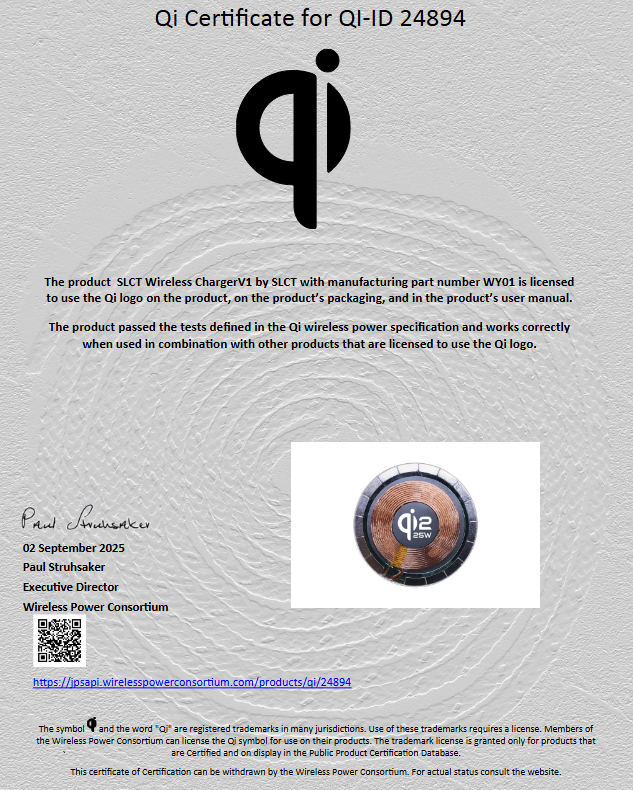 Qi Certificate for QI-ID 24894
qi
The product  SLCT Wireless ChargerV1 by SLCT with manufacturing part number WY01 is licensed
to use the Qi logo on the product, on the product's packaging, and in the product's user manual.
The product passed the tests defined in the Qi wireless power specification and works correctly
when used in combination with other products that are licensed to use the Qi logo.
qi2
25W
Paul Struhsaker
02 September 2025
Paul Struhsaker
Executive Director
Wireless Power Consortium
https://jpsapi.wirelesspowerconsortium.com/products/qi/24894
The symbol qi and the word "Qi" are registered trademarks in many jurisdictions. Use of these trademarks requires a license. Members of
the Wireless Power Consortium can license the Qi symbol for use on their products. The trademark license is granted only for products that
are Certified and on display in the Public Product Certification Database.
This certificate of Certification can be withdrawn by the Wireless Power Consortium. For actual status consult the website.